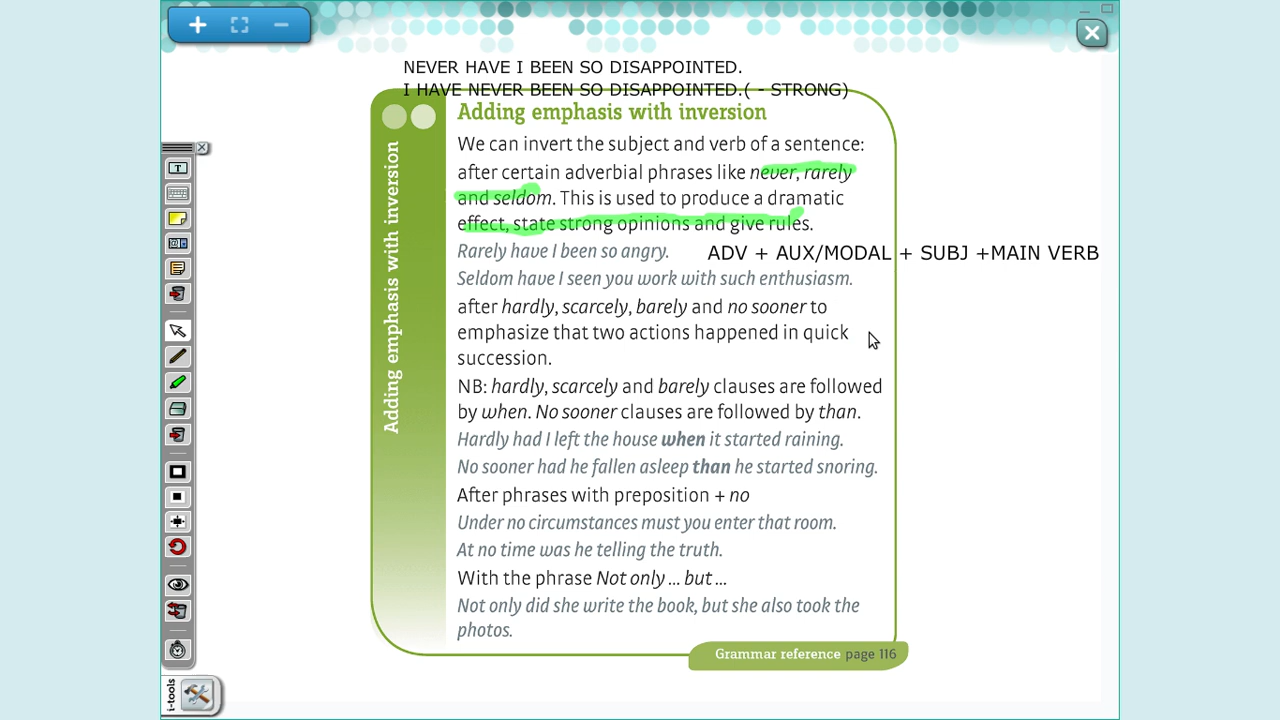 NEVER HAVE I BEEN SO DISAPPOINTED.
I HAVE NEVER BEEN SO DISAPPOINTED.( - STRONG)
Adding emphasis with inversion
Adding emphasis with inversion
We can invert the subject and verb of a sentence:
after certain adverbial phrases like never, rarely
and seldom. This is used to produce a dramatic
effect, state strong opinions and give rules.
Rarely have I been so angry.
ADV + AUX/MODAL + SUBJ +MAIN VERB
Seldom have I seen you work with such enthusiasm.
after hardly, scarcely, barely and no sooner to
emphasize that two actions happened in quick
succession.
NB: hardly, scarcely and barely clauses are followed
by when. No sooner clauses are followed by than.
Hardly had I left the house when it started raining.
No sooner had he fallen asleep than he started snoring.
After phrases with preposition + no
Under no circumstances must you enter that room.
At no time was he telling the truth.
With the phrase Not only ... but ...
Not only did she write the book, but she also took the
photos.
Grammar reference page 116
i-tools